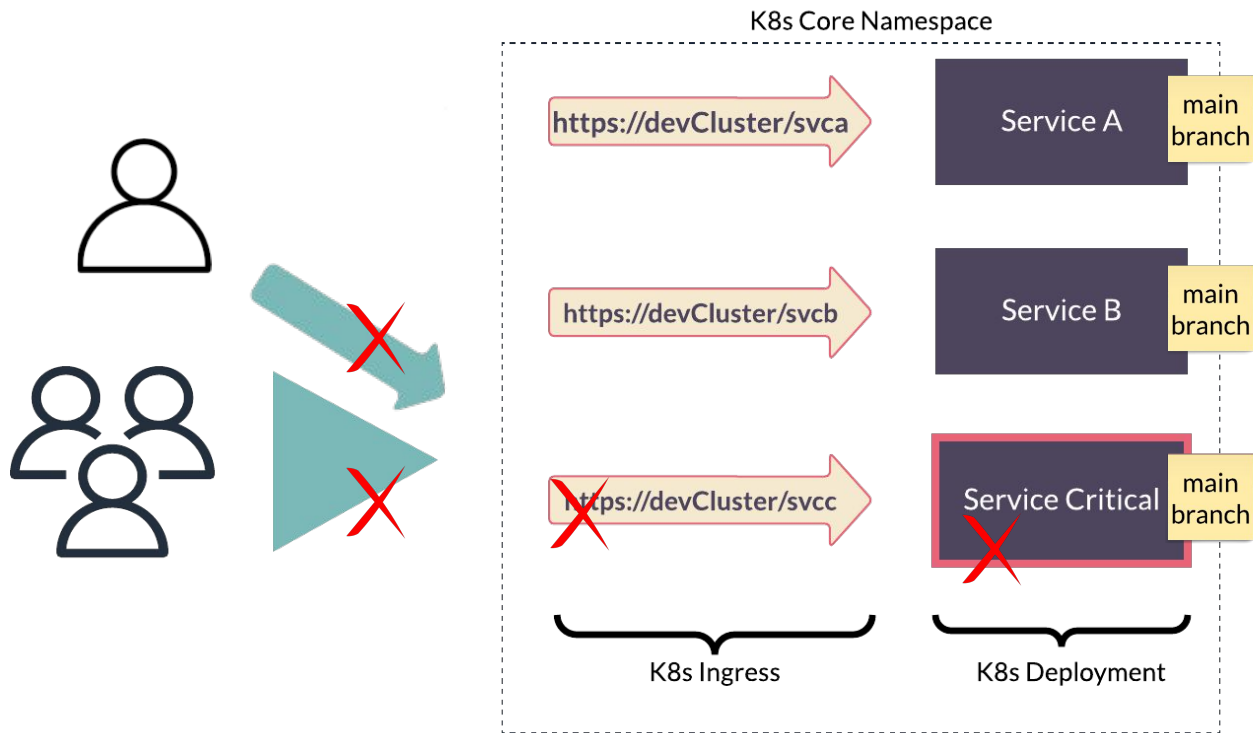 K8s Core Namespace
https://devCluster/svca
Service A
main
branch
https://devCluster/svcb
Service B
main
branch
https://devCluster/svcc
Service Critical
main
branch
K8s Ingress
K8s Deployment